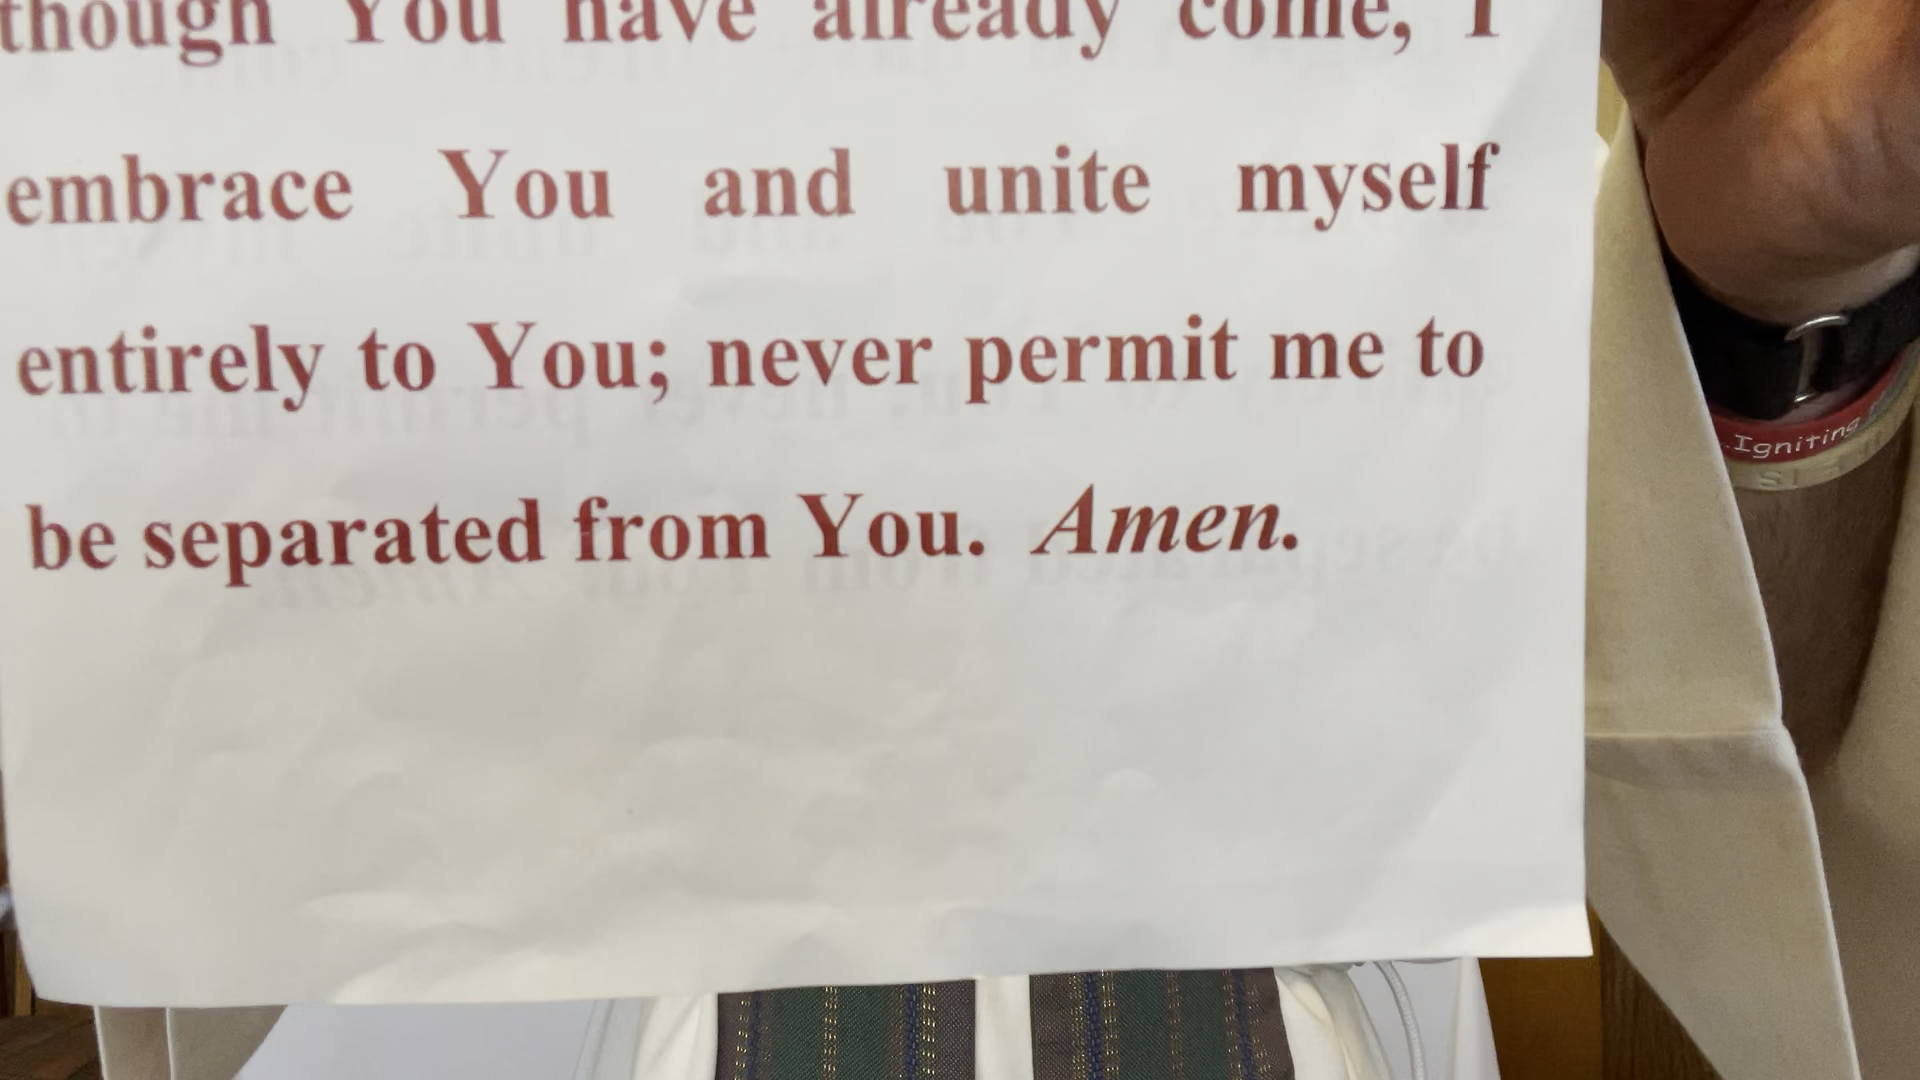 though You have already come, I
embrace You and unite myself
entirely to You; never permit me to
be separated from You. Amen.
Igniting